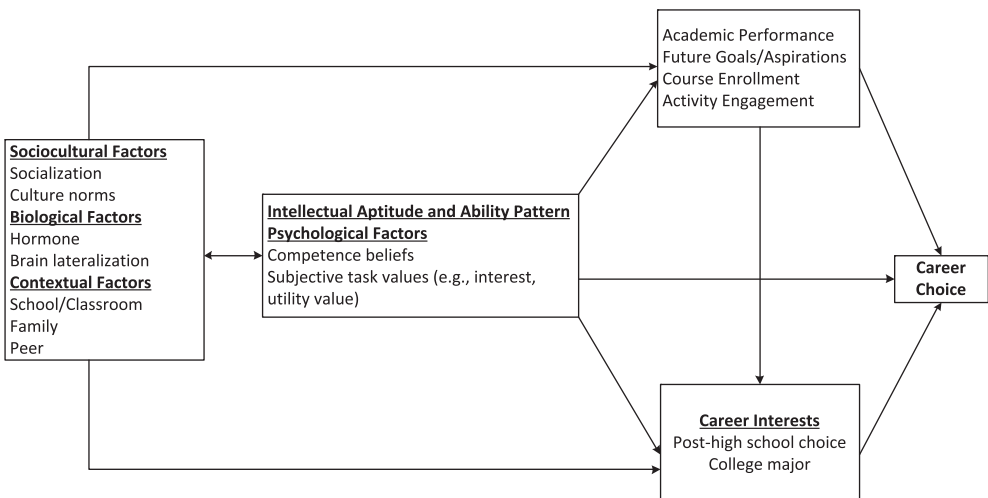 Academic Performance
Future Goals/Aspirations
Course Enrollment
Activity Engagement
Sociocultural Factors
Socialization
Culture norms
Biological Factors
Hormone
Brain lateralization
Contextual Factors
School/Classroom
Family
Peer
Intellectual Aptitude and Ability Pattern
Psychological Factors
Competence beliefs
Subjective task values (e.g., interest,
utility value)
Career
Choice
Career Interests
Post-high school choice
College major